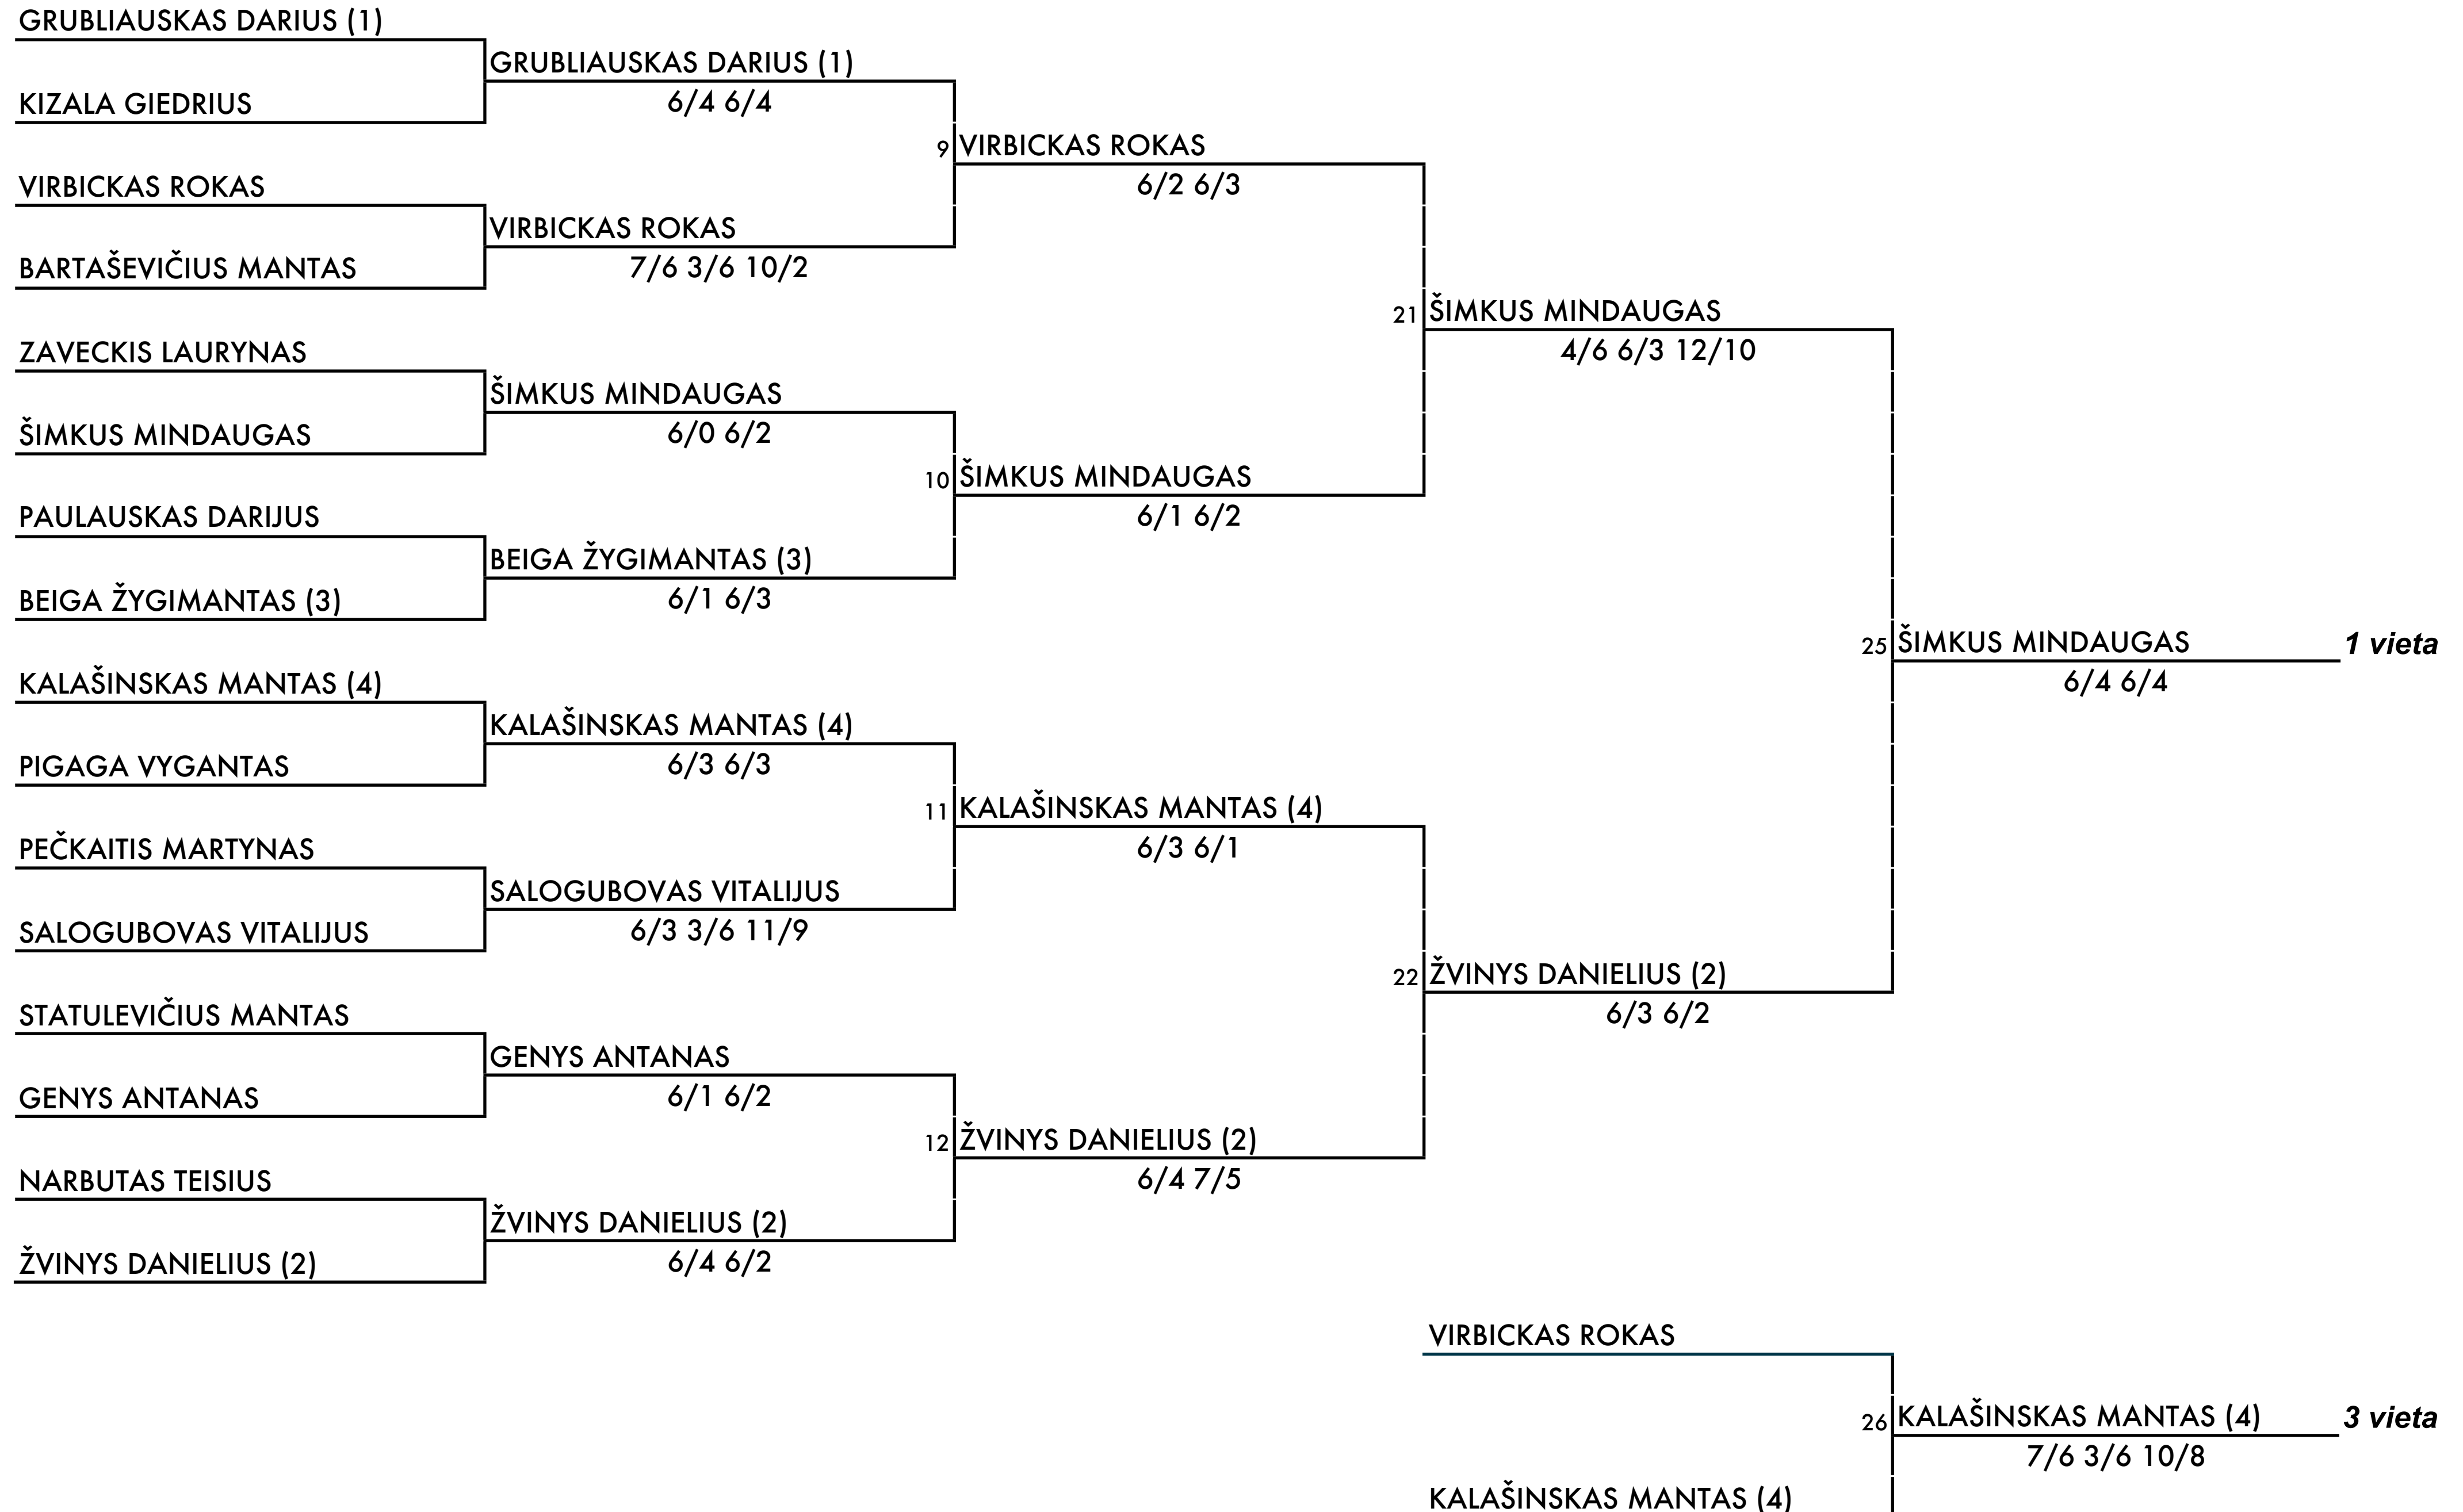 GRUBLIAUSKAS DARIUS (1)
GRUBLIAUSKAS DARIUS (1)
6/4 6/4
KIZALA GIEDRIUS
9 VIRBICKAS ROKAS
6/2 6/3
VIRBICKAS ROKAS
VIRBICKAS ROKAS
7/6 3/6 10/2
BARTAŠEVIČIUS MANTAS
21 ŠIMKUS MINDAUGAS
4/6 6/3 12/10
ZAVECKIS LAURYNAS
ŠIMKUS MINDAUGAS
6/0 6/2
ŠIMKUS MINDAUGAS
10 ŠIMKUS MINDAUGAS
6/1 6/2
PAULAUSKAS DARIJUS
BEIGA ŽYGIMANTAS (3)
6/1 6/3
BEIGA ŽYGIMANTAS (3)
25 ŠIMKUS MINDAUGAS 1 vieta
6/4 6/4
KALAŠINSKAS MANTAS (4)
KALAŠINSKAS MANTAS (4)
6/3 6/3
PIGAGA VYGANTAS
11 KALAŠINSKAS MANTAS (4)
6/3 6/1
PEČKAITIS MARTYNAS
SALOGUBOVAS VITALIJUS
6/3 3/6 11/9
SALOGUBOVAS VITALIJUS
22 ŽVINYS DANIELIUS (2)
6/3 6/2
STATULEVIČIUS MANTAS
GENYS ANTANAS
6/1 6/2
GENYS ANTANAS
12 ŽVINYS DANIELIUS (2)
6/4 7/5
NARBUTAS TEISIUS
ŽVINYS DANIELIUS (2)
6/4 6/2
ŽVINYS DANIELIUS (2)
VIRBICKAS ROKAS
26 KALAŠINSKAS MANTAS (4) 3 vieta
7/6 3/6 10/8
KALAŠINSKAS MANTAS (4)